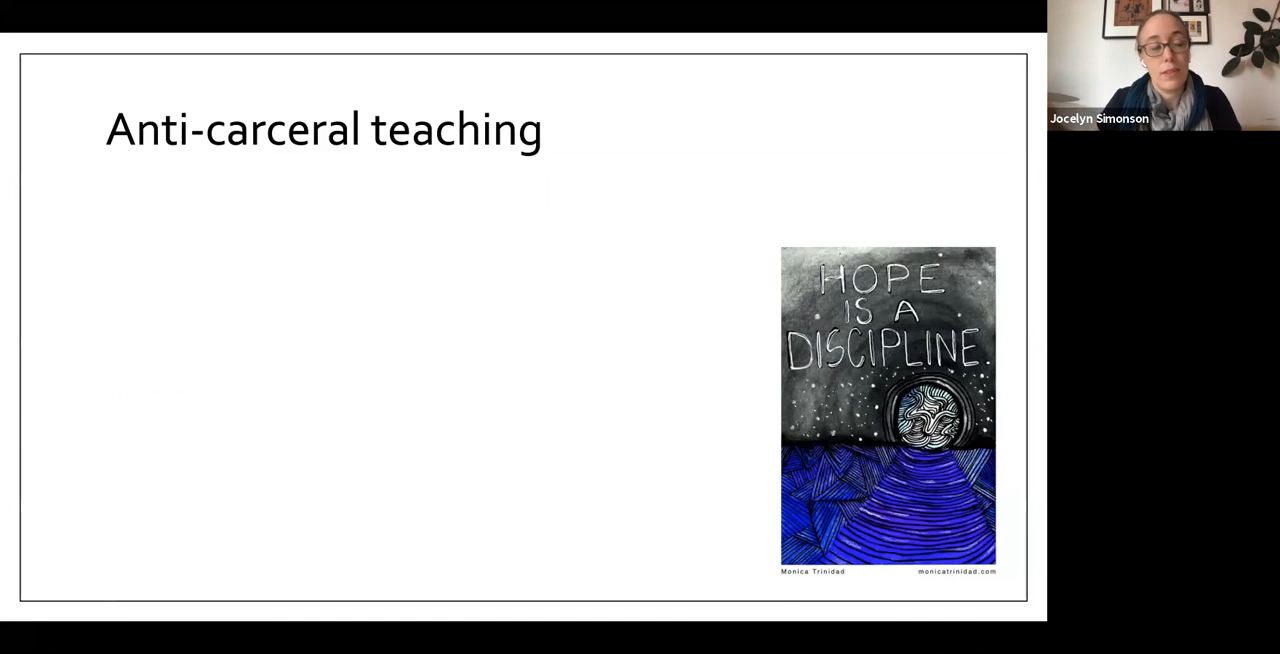 Anti-carceral teaching
HOPE
IS A
DISCIPLINE.
Monica Trinidad
monicatrinidad.com
Jocelyn Simonson